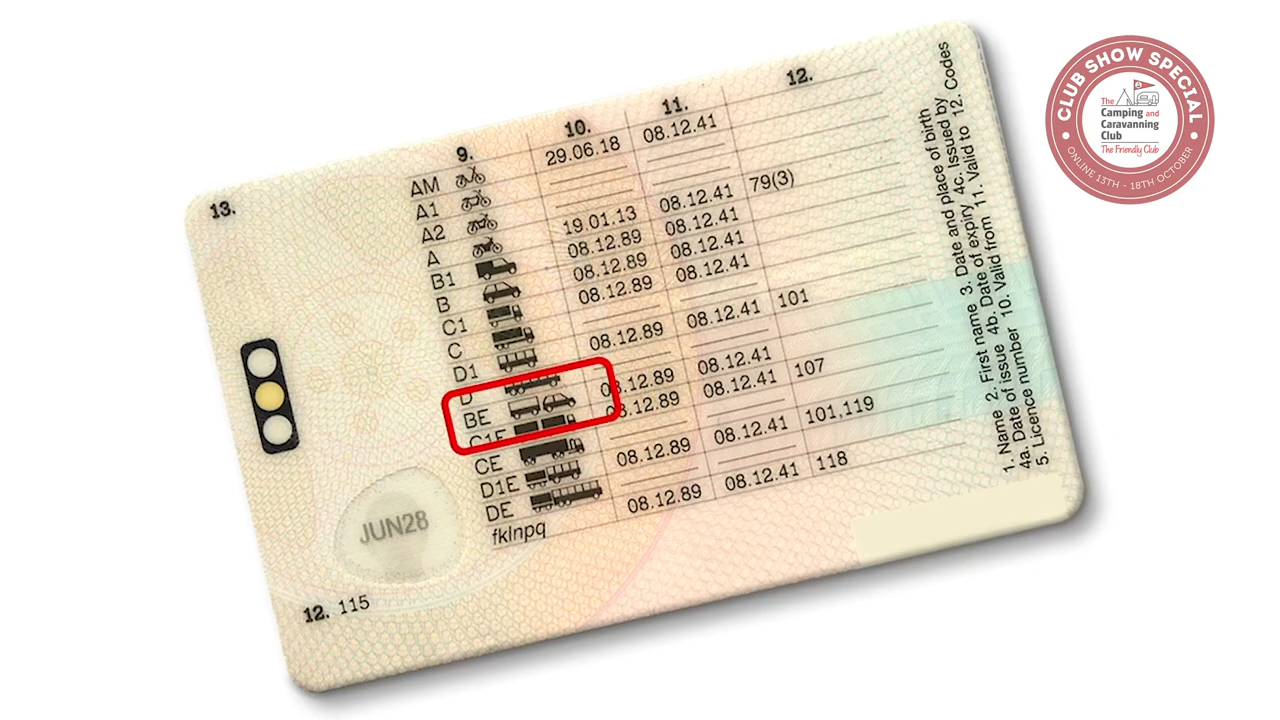 13.
9. 10. 11. 12.
AM 29.06.18 08.12.41
A1
A2
A 19.01.13 08.12.41 79(3)
B1 08.12.89 08.12.41
B 08.12.89 08.12.41
C1 08.12.89 08.12.41
C
D1 08.12.89 08.12.41 101
D
BE 08.12.89 08.12.41
C1E 08.12.89 08.12.41 107
CE
D1E 08.12.89 08.12.41 101,119
DE
fklnpq 08.12.89 08.12.41 118
JUN28
12. 115
1. Name 2. First name 3. Date and place of birth
4a. Date of issue 4b. Date of expiry 4c. Issued by
5. Licence number 10. Valid from 11. Valid to 12. Codes
CLUB SHOW SPECIAL
The
Camping and
Caravanning
Club
The Friendly Club
ONLINE 13TH - 18TH OCTOBER